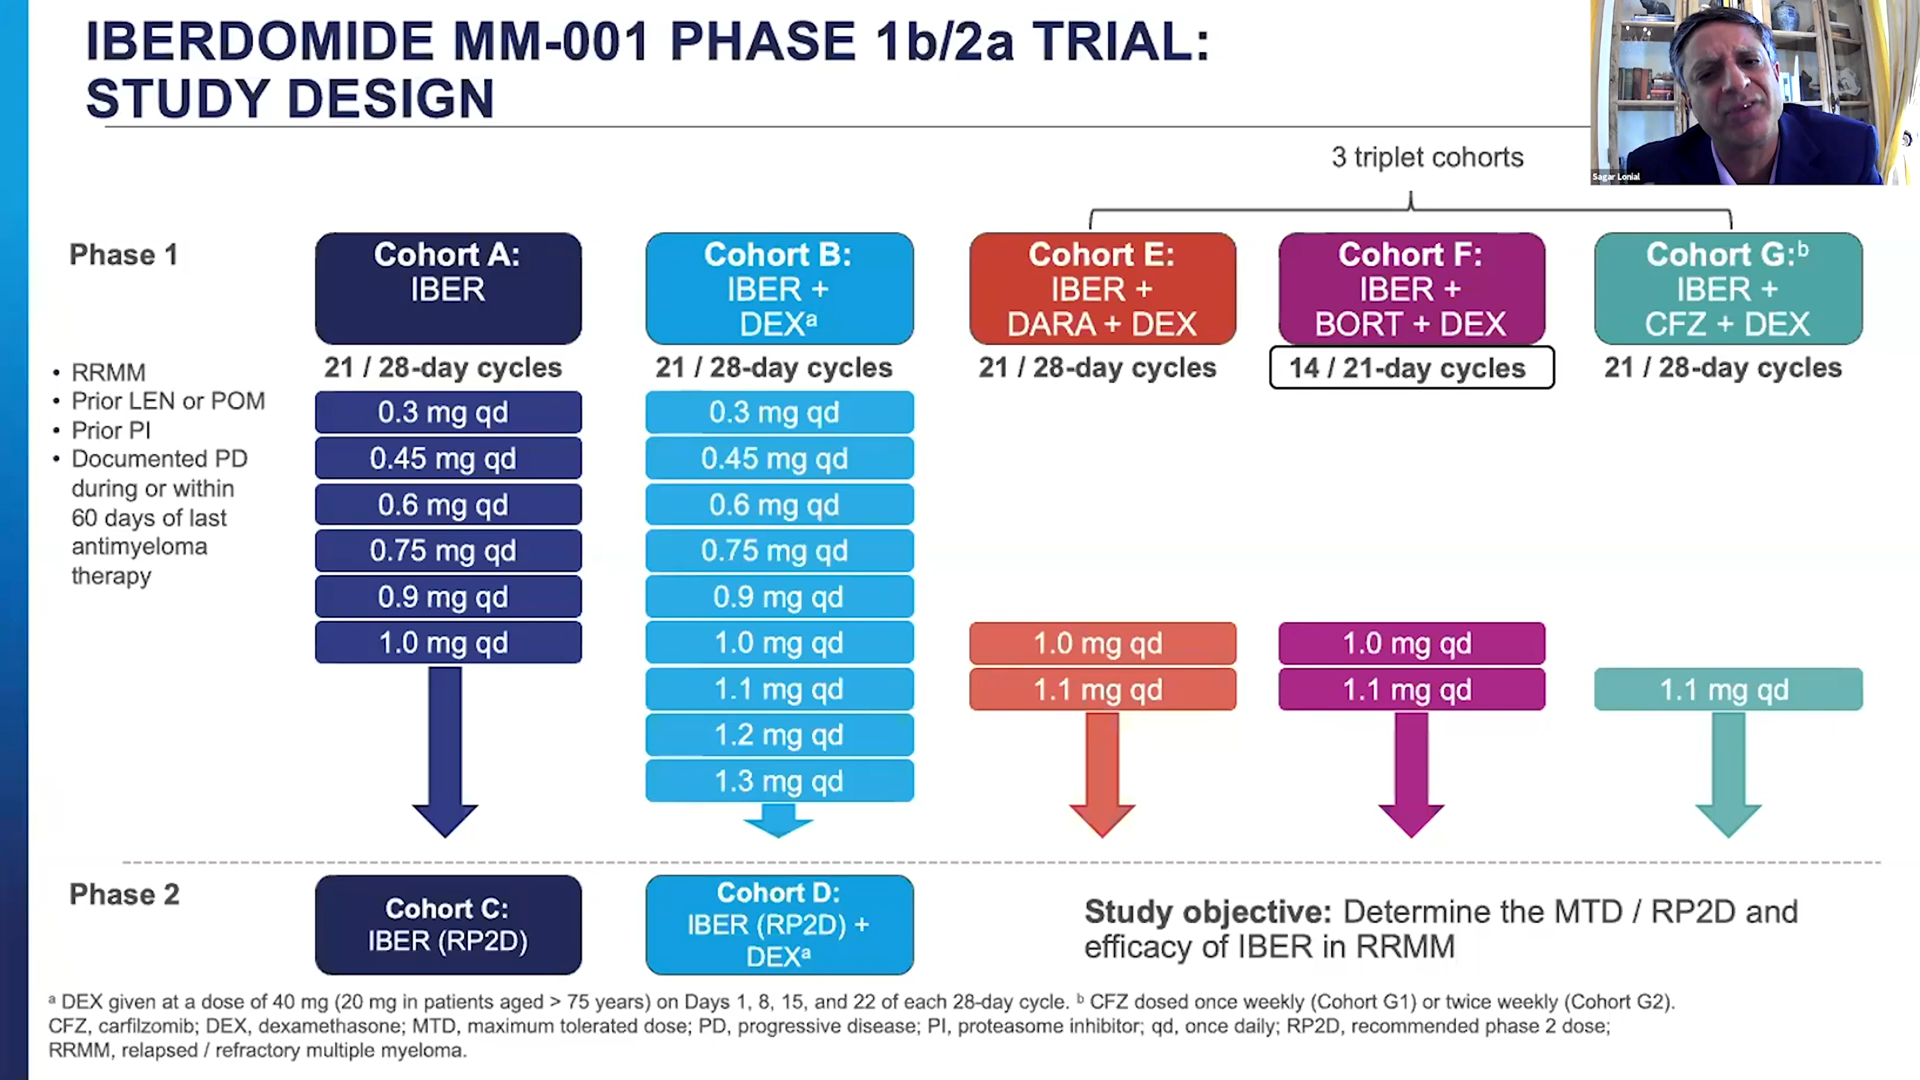 IBERDOMIDE MM-001 PHASE 1b/2a TRIAL:
STUDY DESIGN
Sagar Lonial
3 triplet cohorts
Phase 1
Cohort A:
IBER
Cohort B:
IBER +
DEXᵃ
Cohort E:
IBER +
DARA + DEX
Cohort F:
IBER +
BORT + DEX
Cohort G:ᵇ
IBER +
CFZ + DEX
• RRMM
• Prior LEN or POM
• Prior PI
• Documented PD
during or within
60 days of last
antimyeloma
therapy
21 / 28-day cycles
0.3 mg qd
0.45 mg qd
0.6 mg qd
0.75 mg qd
0.9 mg qd
1.0 mg qd
21 / 28-day cycles
0.3 mg qd
0.45 mg qd
0.6 mg qd
0.75 mg qd
0.9 mg qd
1.0 mg qd
1.1 mg qd
1.2 mg qd
1.3 mg qd
21 / 28-day cycles
1.0 mg qd
1.1 mg qd
14 / 21-day cycles
1.0 mg qd
1.1 mg qd
21 / 28-day cycles
1.1 mg qd
Phase 2
Cohort C:
IBER (RP2D)
Cohort D:
IBER (RP2D) +
DEXᵃ
Study objective: Determine the MTD / RP2D and
efficacy of IBER in RRMM
ᵃ DEX given at a dose of 40 mg (20 mg in patients aged > 75 years) on Days 1, 8, 15, and 22 of each 28-day cycle. ᵇ CFZ dosed once weekly (Cohort G1) or twice weekly (Cohort G2).
CFZ, carfilzomib; DEX, dexamethasone; MTD, maximum tolerated dose; PD, progressive disease; PI, proteasome inhibitor; qd, once daily; RP2D, recommended phase 2 dose;
RRMM, relapsed / refractory multiple myeloma.